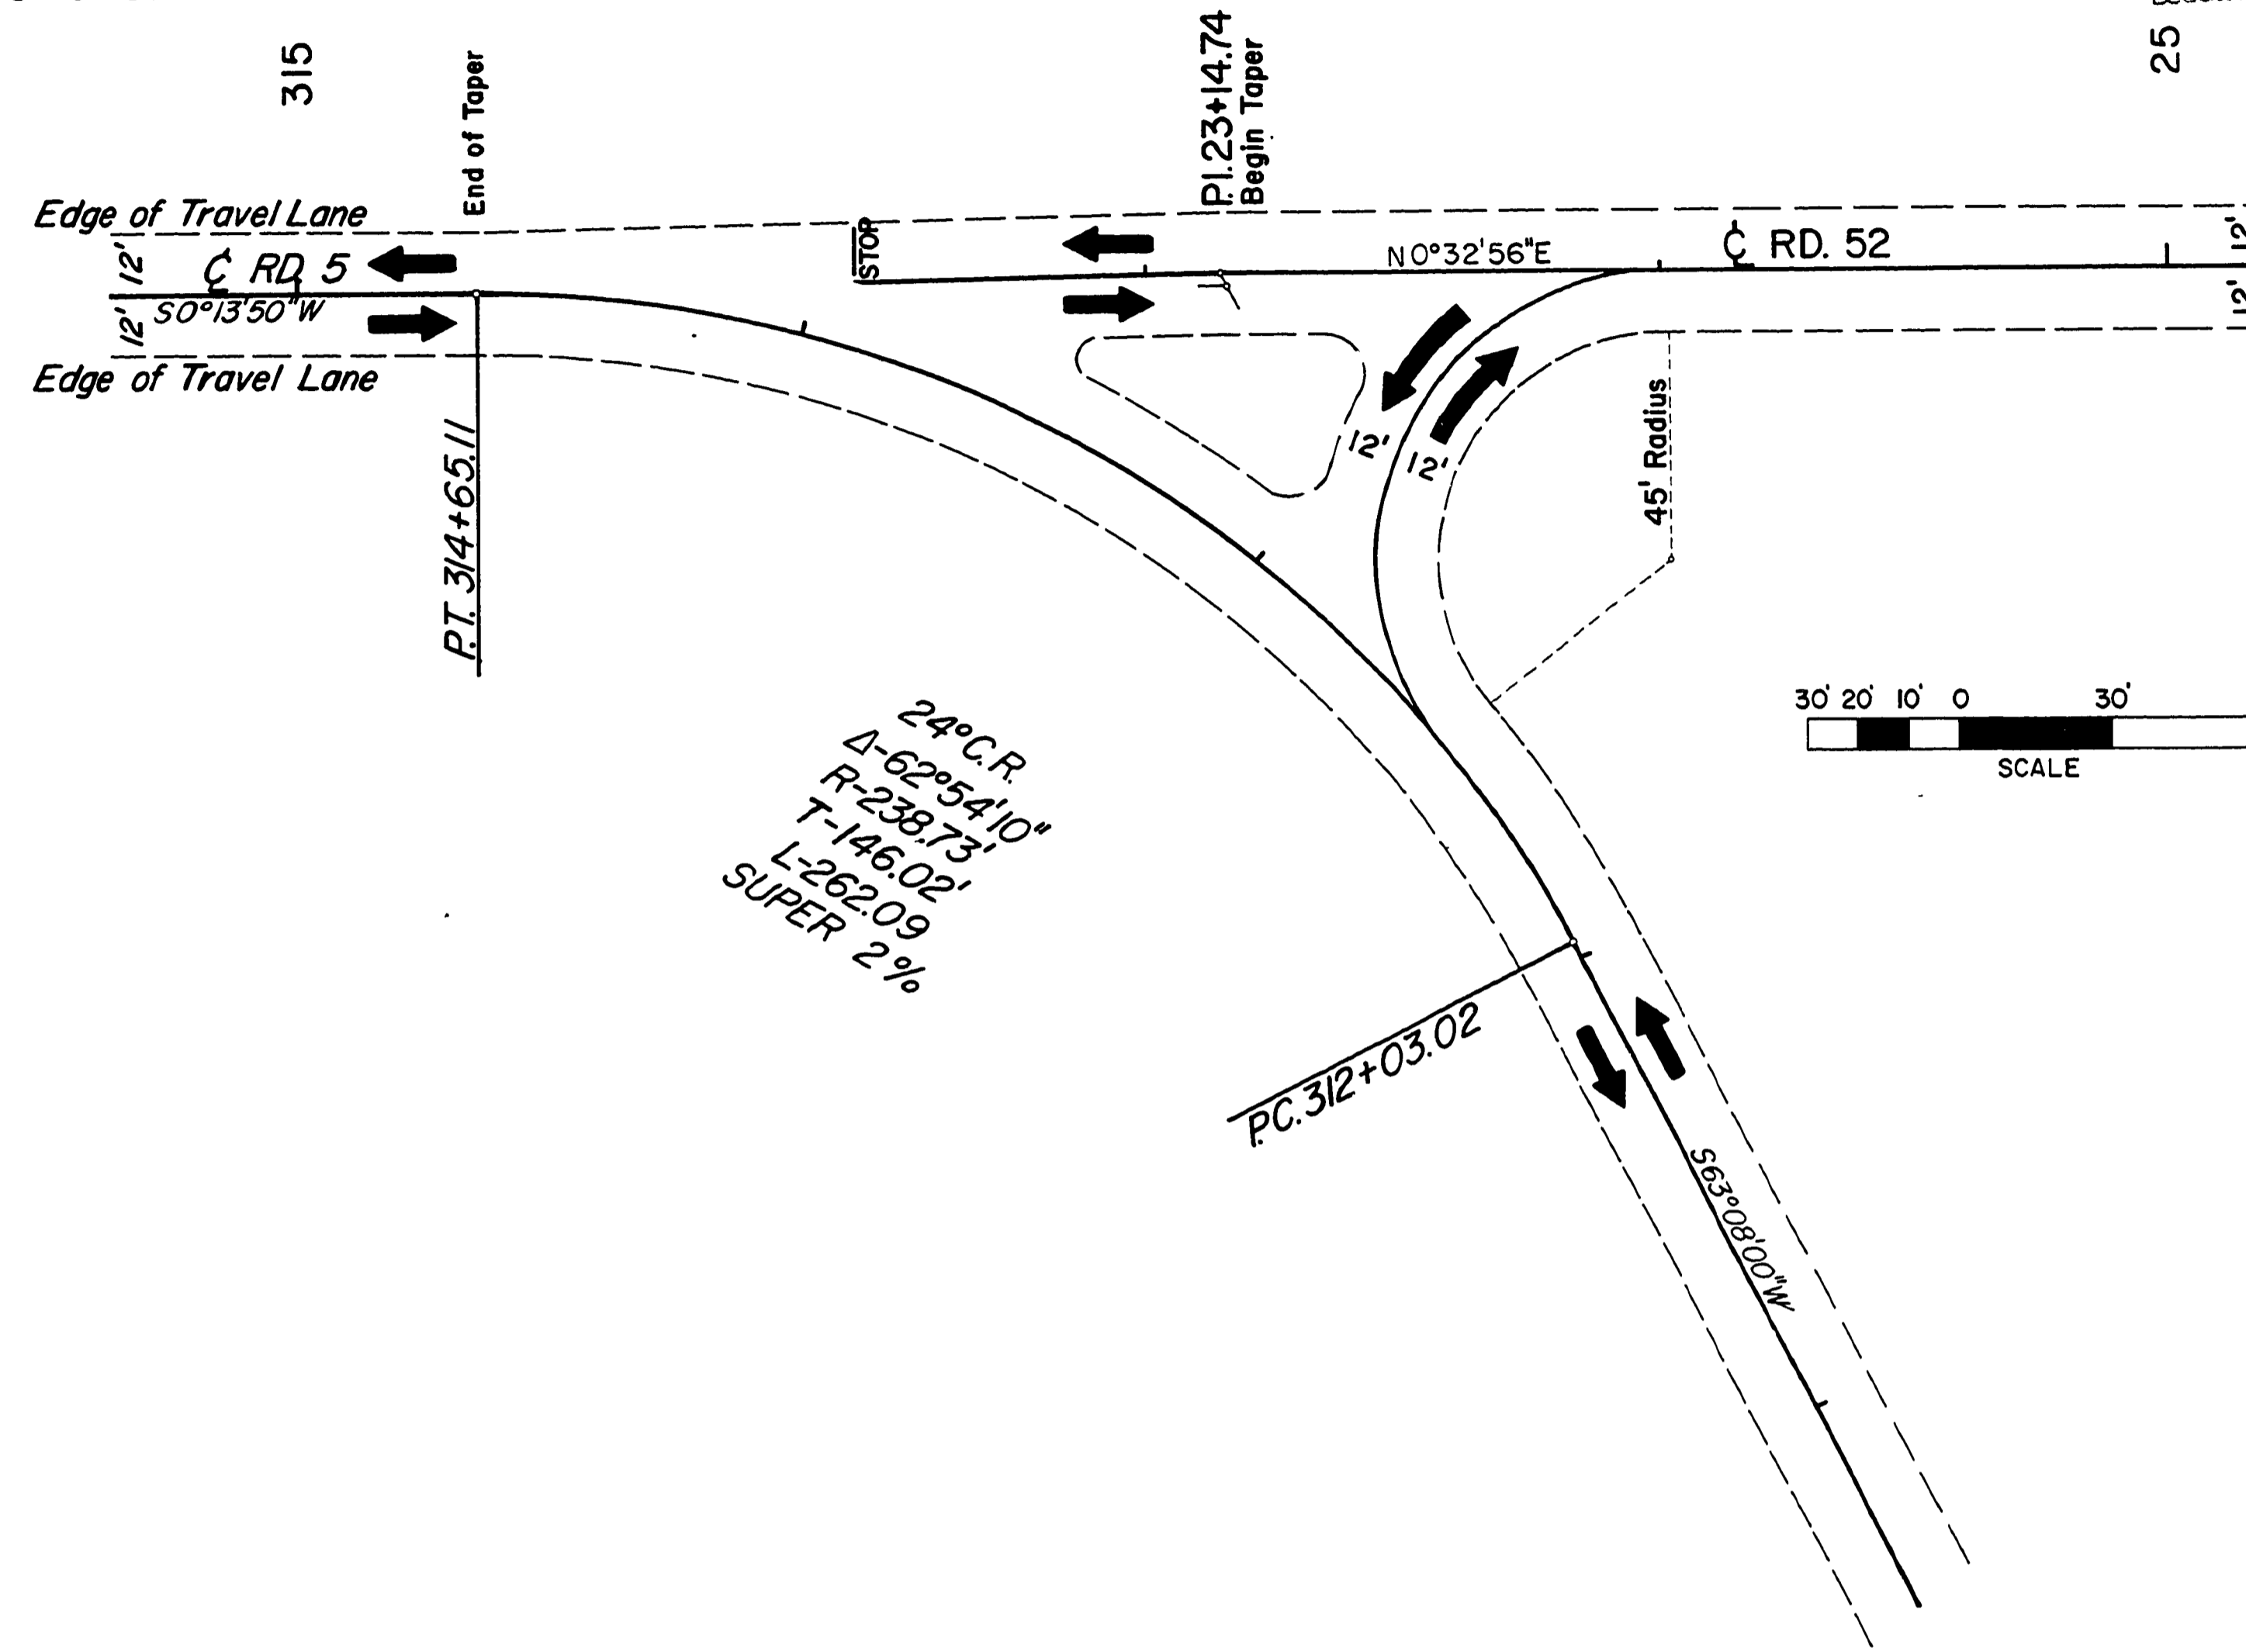 315
End of Taper
P.I. 23+14.74
Begin Taper
25
Edge of Travel Lane
12'
12'
℄ RD. 5
S0°13'50"W
Edge of Travel Lane
STOP
N0°32'56"E
℄ RD. 52
12'
12'
P.T. 314+65.11
12'
12'
45' Radius
30' 20' 10' 0 30'
SCALE
24° C.R.
Δ-62°54'10"
R-238.73'
T-146.02'
L-262.09
SUPER 2%
P.C. 312+03.02
S63°08'00"W